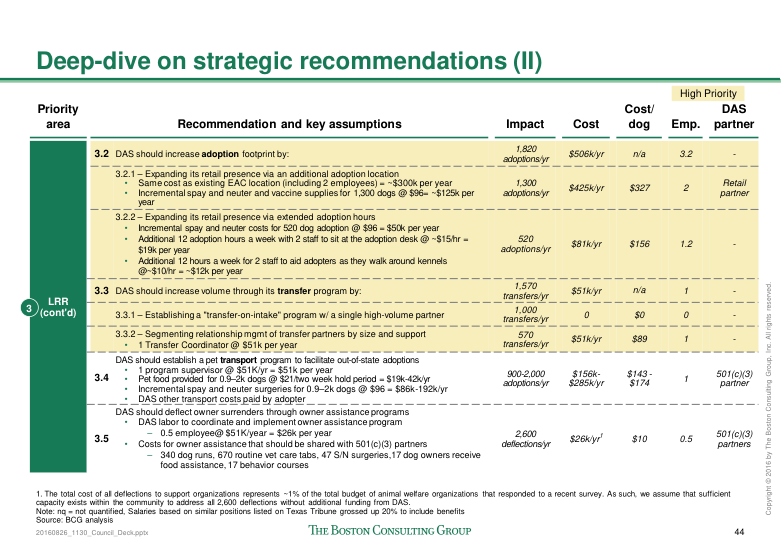 Deep-dive on strategic recommendations (II)
High Priority
Priority
area
Recommendation and key assumptions
Impact
Cost
Cost/
dog
Emp.
DAS
partner
3
LRR
(cont'd)
3.2 DAS should increase adoption footprint by:
1,820
adoptions/yr
$506k/yr
n/a
3.2
-
3.2.1 – Expanding its retail presence via an additional adoption location
• Same cost as existing EAC location (including 2 employees) = ~$300k per year
• Incremental spay and neuter and vaccine supplies for 1,300 dogs @ $96= ~$125k per
year
1,300
adoptions/yr
$425k/yr
$327
2
Retail
partner
3.2.2 – Expanding its retail presence via extended adoption hours
• Incremental spay and neuter costs for 520 dog adoption @ $96 = $50k per year
• Additional 12 adoption hours a week with 2 staff to sit at the adoption desk @ ~$15/hr =
$19k per year
• Additional 12 hours a week for 2 staff to aid adopters as they walk around kennels
@~$10/hr = ~$12k per year
520
adoptions/yr
$81k/yr
$156
1.2
-
3.3 DAS should increase volume through its transfer program by:
1,570
transfers/yr
$51k/yr
n/a
1
-
3.3.1 – Establishing a "transfer-on-intake" program w/ a single high-volume partner
1,000
transfers/yr
0
$0
0
-
3.3.2 – Segmenting relationship mgmt of transfer partners by size and support
• 1 Transfer Coordinator @ $51k per year
570
transfers/yr
$51k/yr
$89
1
-
3.4
DAS should establish a pet transport program to facilitate out-of-state adoptions
• 1 program supervisor @ $51K/yr = $51k per year
• Pet food provided for 0.9–2k dogs @ $21/two week hold period = $19k-42k/yr
• Incremental spay and neuter surgeries for 0.9–2k dogs @ $96 = $86k-192k/yr
• DAS other transport costs paid by adopter
900-2,000
adoptions/yr
$156k-
$285k/yr
$143 -
$174
1
501(c)(3)
partner
3.5
DAS should deflect owner surrenders through owner assistance programs
• DAS labor to coordinate and implement owner assistance program
– 0.5 employee@ $51K/year = $26k per year
• Costs for owner assistance that should be shared with 501(c)(3) partners
– 340 dog runs, 670 routine vet care tabs, 47 S/N surgeries,17 dog owners receive
food assistance, 17 behavior courses
2,600
deflections/yr
$26k/yr1
$10
0.5
501(c)(3)
partners
1. The total cost of all deflections to support organizations represents ~1% of the total budget of animal welfare organizations that responded to a recent survey. As such, we assume that sufficient
capacity exists within the community to address all 2,600 deflections without additional funding from DAS.
Note: nq = not quantified, Salaries based on similar positions listed on Texas Tribune grossed up 20% to include benefits
Source: BCG analysis
20160826_1130_Council_Deck.pptx
THE BOSTON CONSULTING GROUP
44
Copyright © 2016 by The Boston Consulting Group, Inc. All rights reserved.